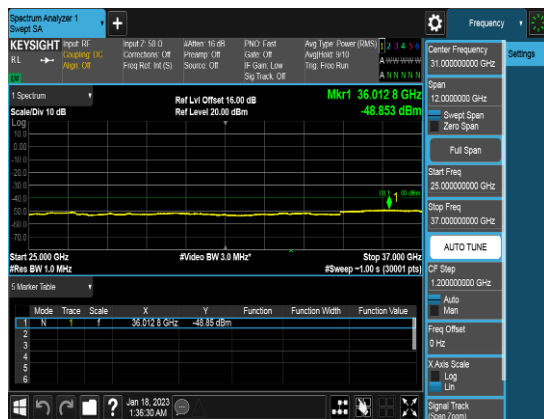 Spectrum Analyzer 1
Swept SA
Frequency
KEYSIGHT
RL
Input: RF
Coupling: DC
Align: Off
Input Z: 50 Ω
Corrections: Off
Freq Ref: Int (S)
#Atten: 16 dB
Preamp: Off
Source: Off
PNO: Fast
Gate: Off
IF Gain: Low
Sig Track: Off
Avg Type: Power (RMS)
Avg|Hold: 9/10
Trig: Free Run
1 2 3 4 5 6
A W W W W W
A N N N N N
1 Spectrum
Scale/Div 10 dB
Ref Lvl Offset 16.00 dB
Ref Level 20.00 dBm
Mkr1 36.012 8 GHz
-48.853 dBm
Log
10.0
0.00
-10.0
-20.0
-30.0
-40.0
-50.0
-60.0
-70.0
1
Start 25.000 GHz
#Res BW 1.0 MHz
#Video BW 3.0 MHz*
Stop 37.000 GHz
#Sweep ~1.00 s (30001 pts)
5 Marker Table
Mode Trace Scale X Y Function Function Width Function Value
1 N 1 f 36.012 8 GHz -48.85 dBm
2
3
4
5
6
Jan 18, 2023
1:36:30 AM
Center Frequency
31.000000000 GHz
Span
12.0000000 GHz
Swept Span
Zero Span
Full Span
Start Freq
25.000000000 GHz
Stop Freq
37.000000000 GHz
AUTO TUNE
CF Step
1.200000000 GHz
Auto
Man
Freq Offset
0 Hz
X Axis Scale
Log
Lin
Signal Track
(Span Zoom)
Settings